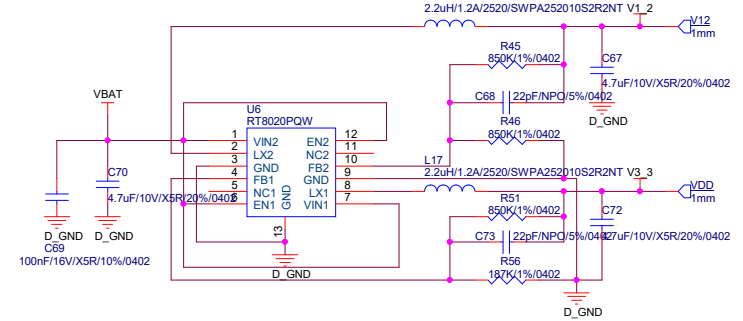 2.2uH/1.2A/2520/SWPA252010S2R2NT V1_2
V12
1mm
R45
850K/1%/0402
C67
4.7uF/10V/X5R/20%/0402
C68 22pF/NPO/5%/0402
D_GND
R46
850K/1%/0402
VBAT
U6
RT8020PQW
1 VIN2 EN2 12
2 LX2 NC2 11
3 GND FB2 10
4 FB1 GND 9
5 NC1 LX1 8
6 EN1 VIN1 7
GND
13
D_GND
C70
4.7uF/10V/X5R/20%/0402
D_GND D_GND
C69
100nF/16V/X5R/10%/0402
L17
2.2uH/1.2A/2520/SWPA252010S2R2NT V3_3
VDD
1mm
R51
850K/1%/0402
C72
4.7uF/10V/X5R/20%/0402
C73 22pF/NPO/5%/0402
R56
187K/1%/0402
D_GND